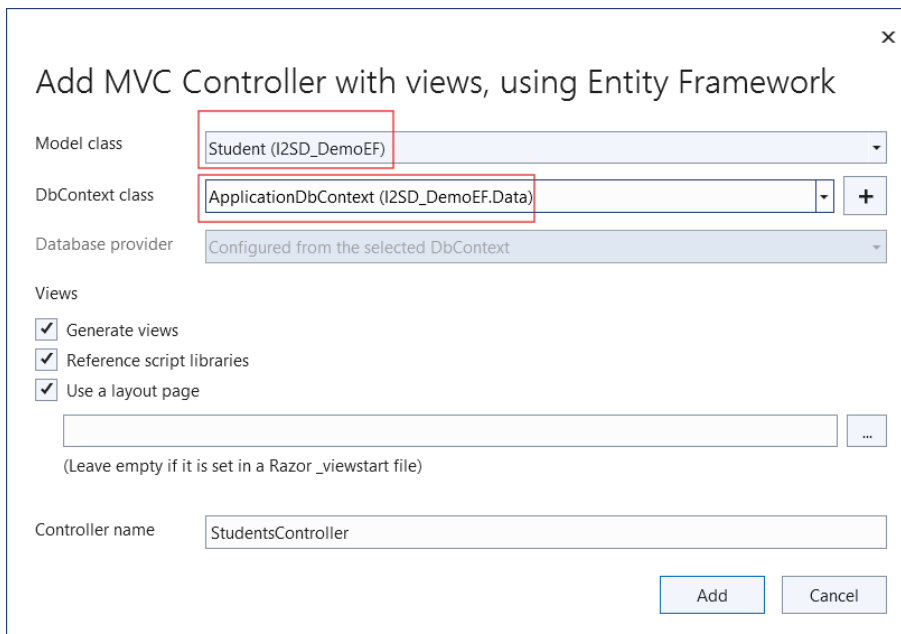 Add MVC Controller with views, using Entity Framework
Model class
Student (I2SD_DemoEF)
DbContext class
ApplicationDbContext (I2SD_DemoEF.Data)
+
Database provider
Configured from the selected DbContext
Views
Generate views
Reference script libraries
Use a layout page
...
(Leave empty if it is set in a Razor _viewstart file)
Controller name
StudentsController
Add
Cancel